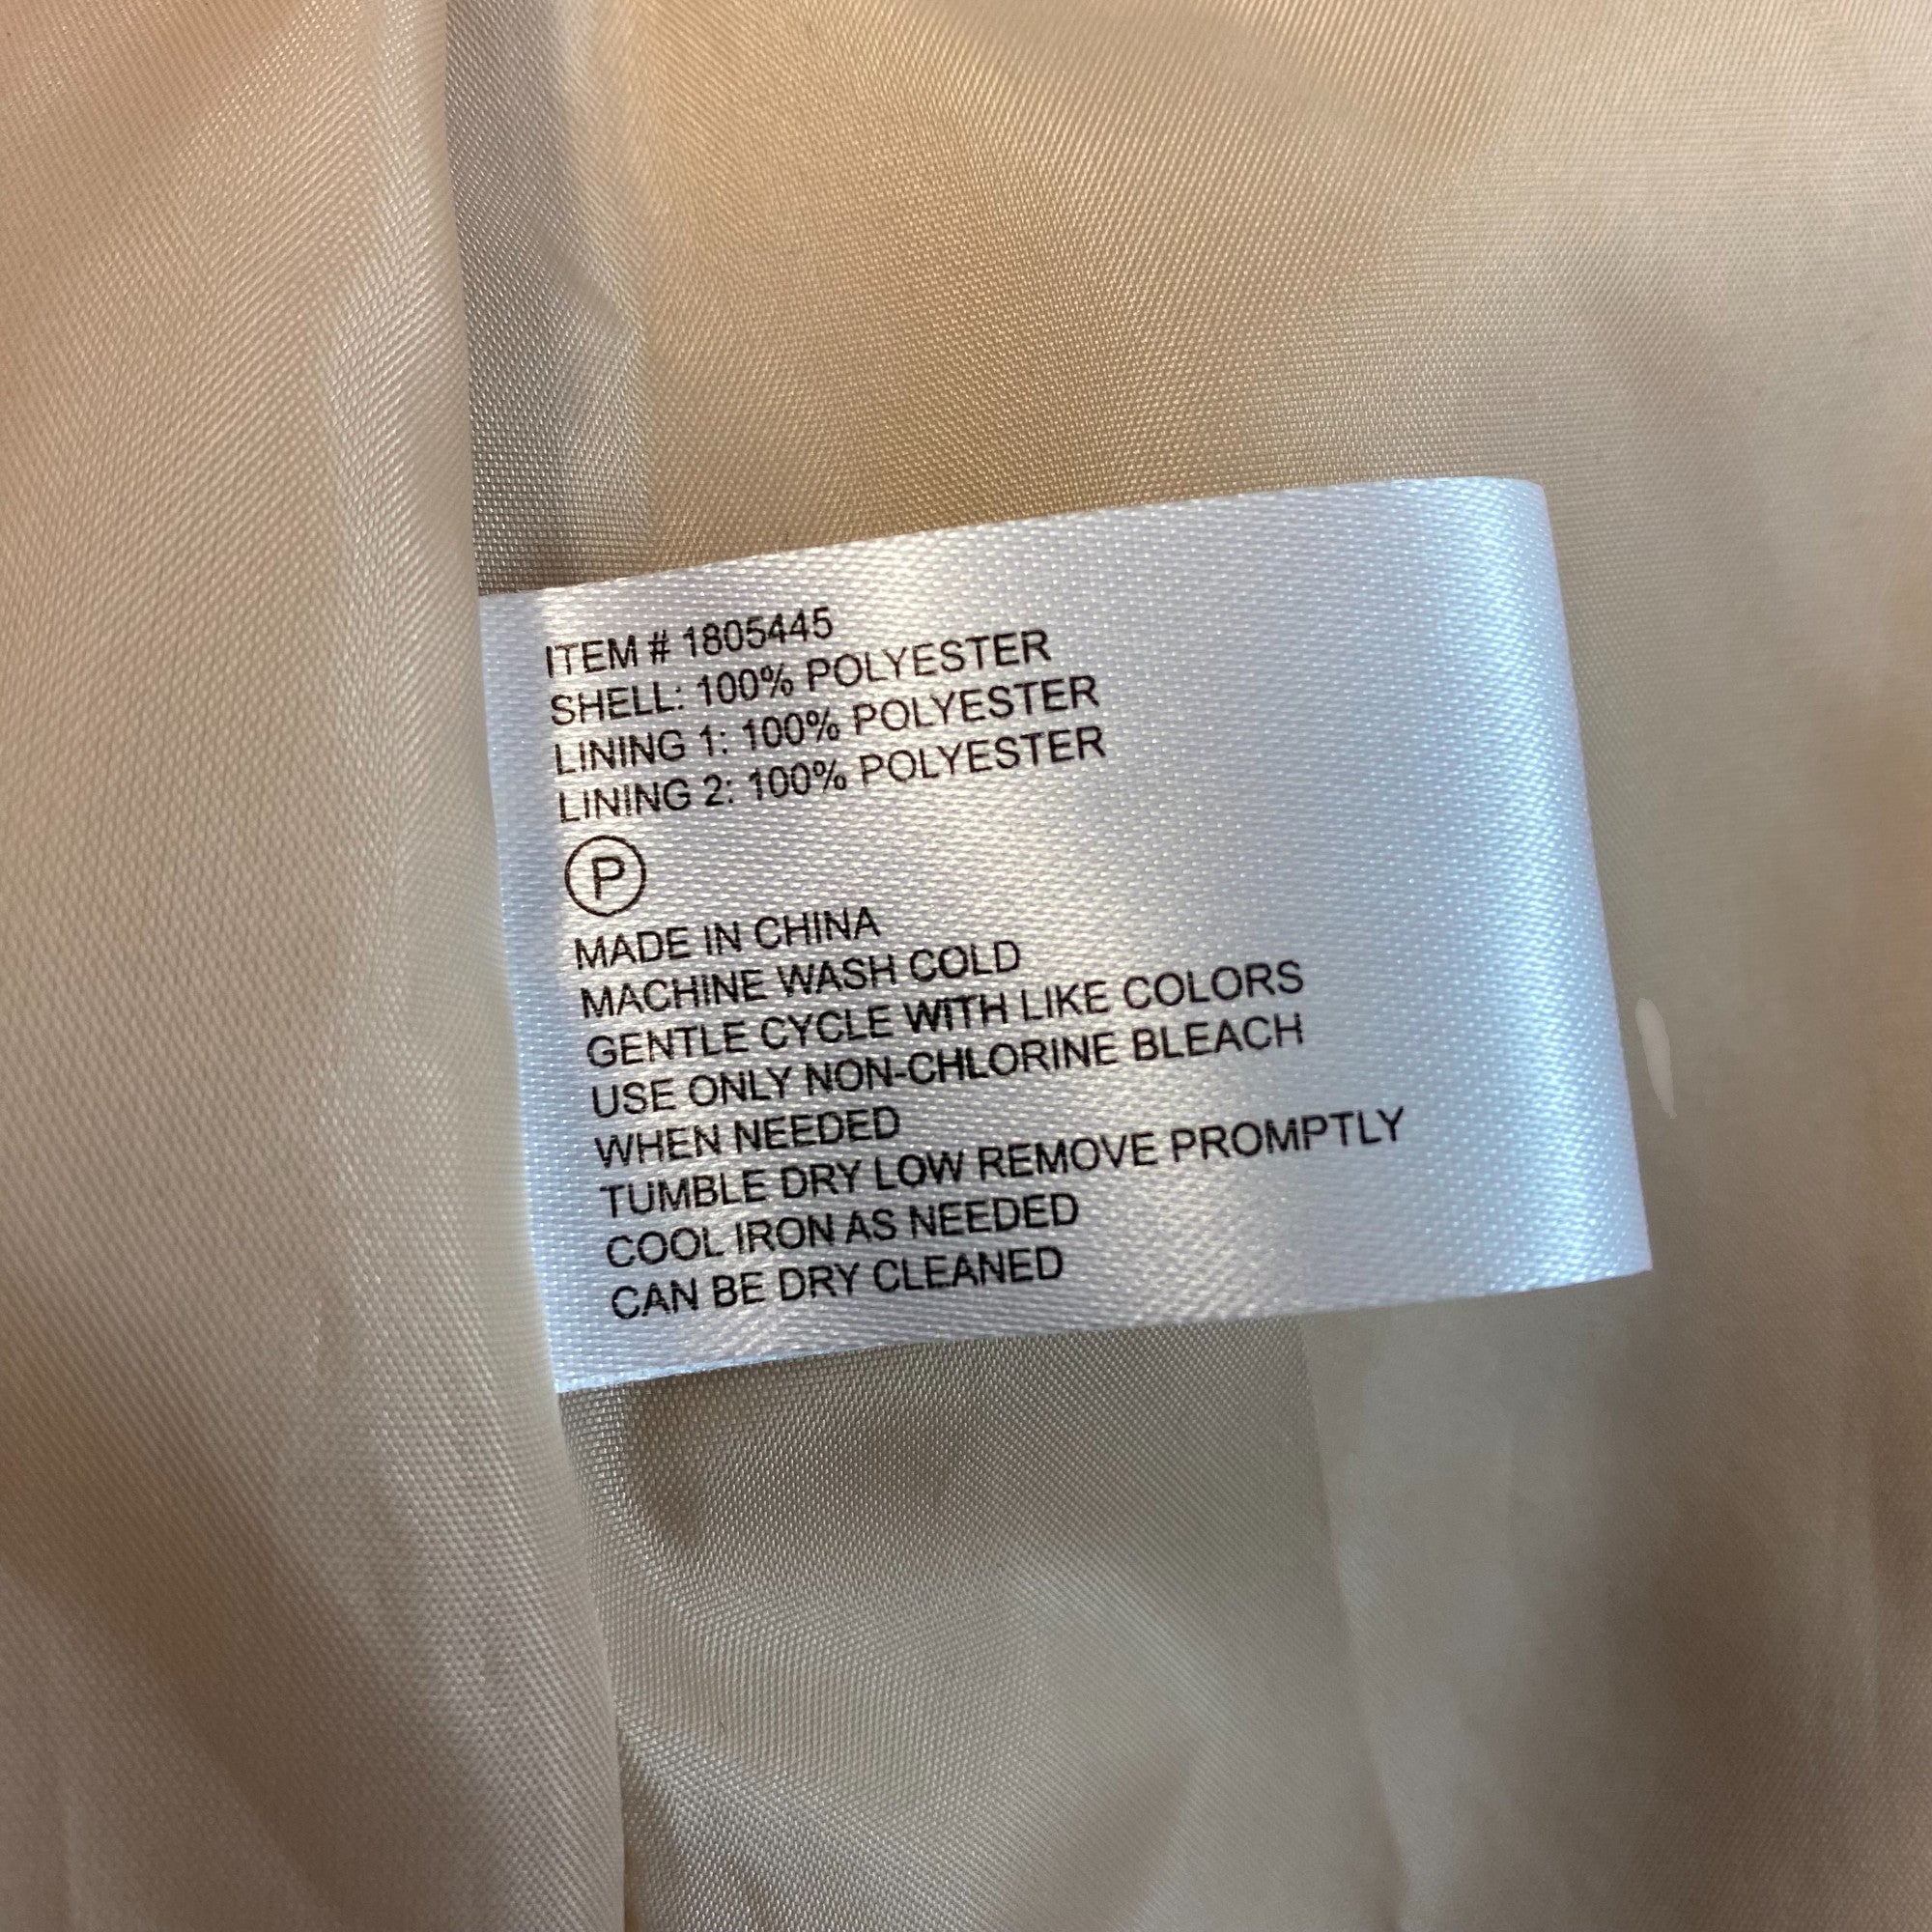 ITEM # 1805445
SHELL: 100% POLYESTER
LINING 1: 100% POLYESTER
LINING 2: 100% POLYESTER
P
MADE IN CHINA
MACHINE WASH COLD
GENTLE CYCLE WITH LIKE COLORS
USE ONLY NON-CHLORINE BLEACH
WHEN NEEDED
TUMBLE DRY LOW REMOVE PROMPTLY
COOL IRON AS NEEDED
CAN BE DRY CLEANED